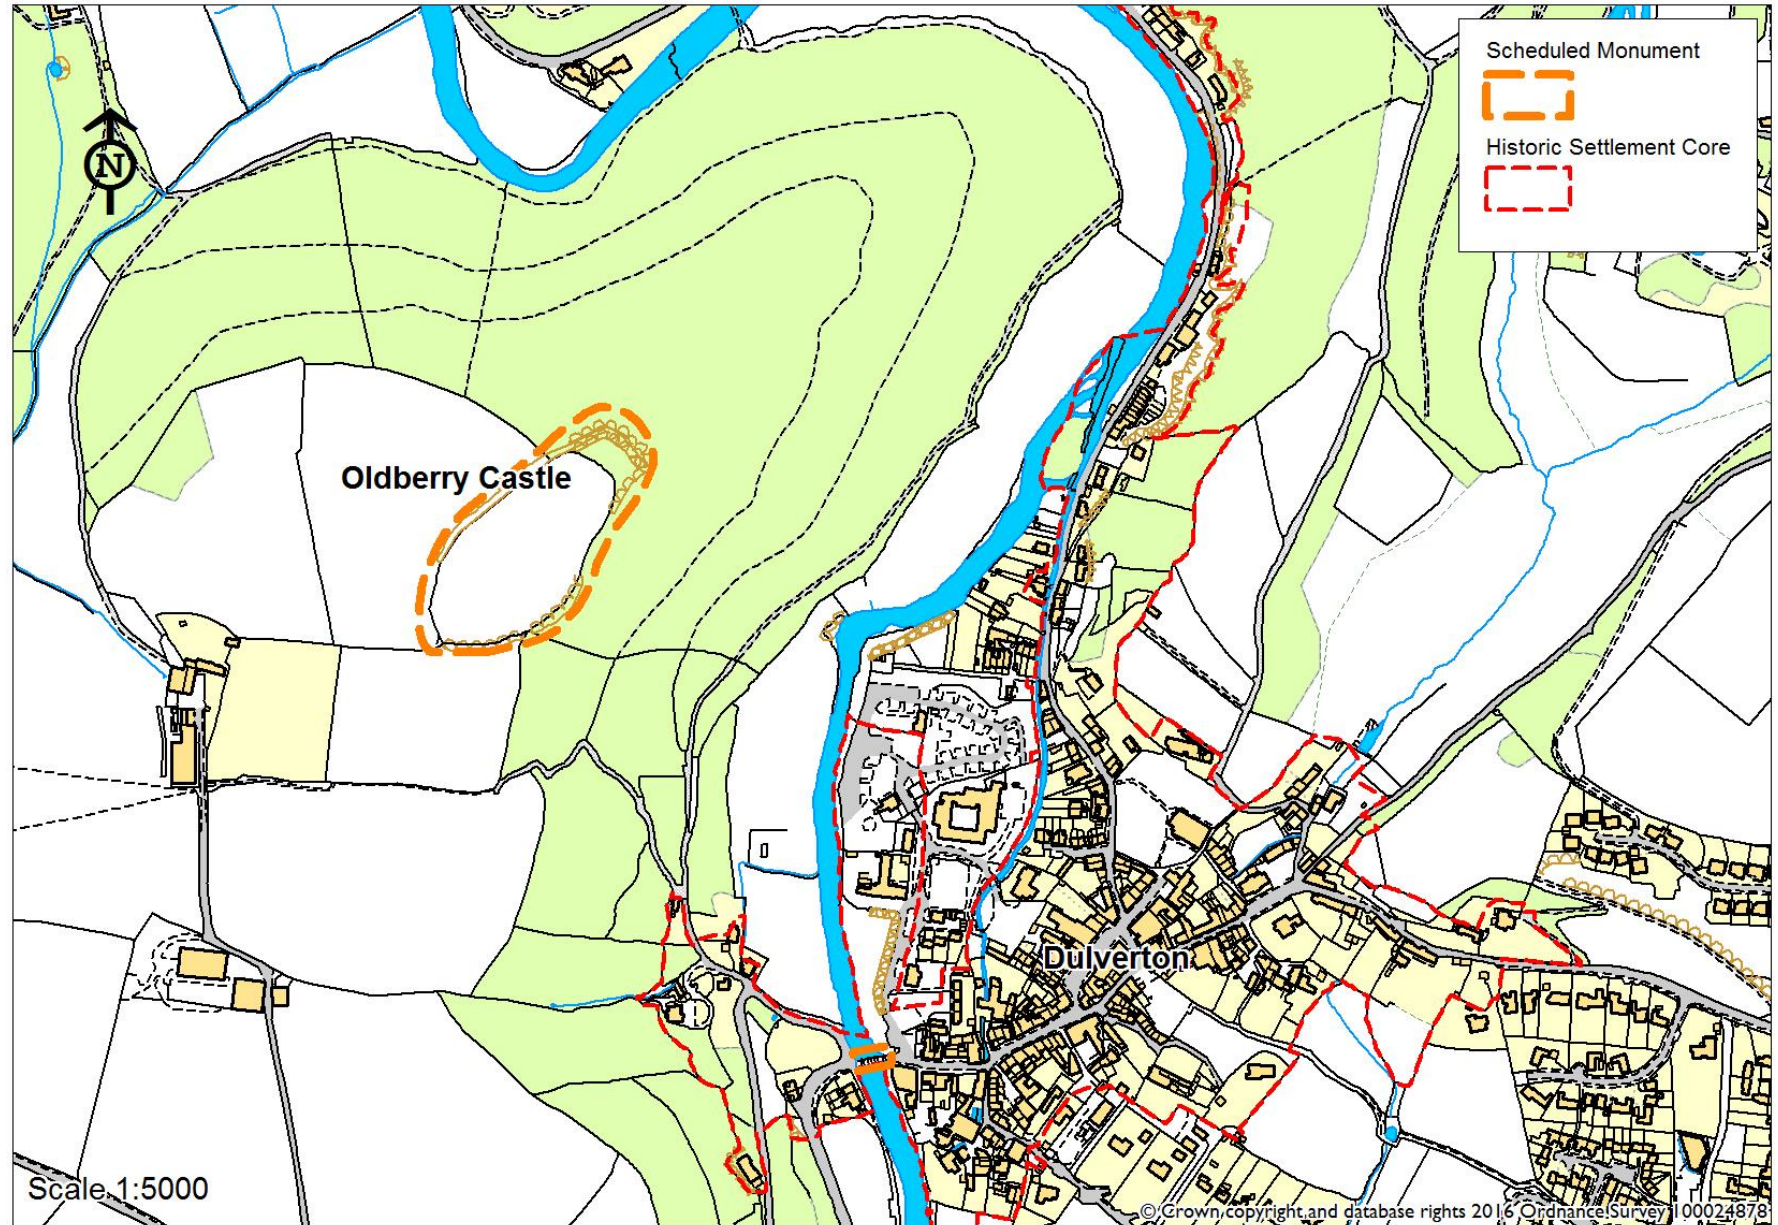 Scheduled Monument
Historic Settlement Core
N
Oldberry Castle
Dulverton
Scale 1:5000
© Crown copyright and database rights 2016 Ordnance Survey 100024878